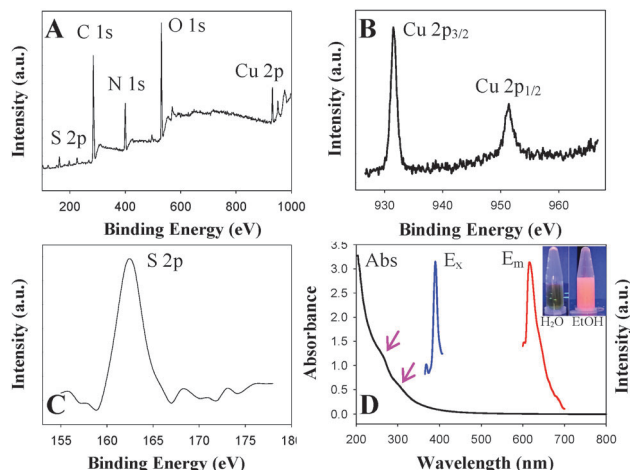 A
C 1s
O 1s
N 1s
Cu 2p
S 2p
Intensity (a.u.)
200 400 600 800 1000
Binding Energy (eV)
B
Cu 2p3/2
Cu 2p1/2
Intensity (a.u.)
930 940 950 960
Binding Energy (eV)
C
S 2p
Intensity (a.u.)
155 160 165 170 175 180
Binding Energy (eV)
D
Abs
Ex
Em
H2O EtOH
Absorbance
3.5
3.0
2.5
2.0
1.5
1.0
0.5
0.0
200 300 400 500 600 700 800
Wavelength (nm)
Intensity (a.u.)